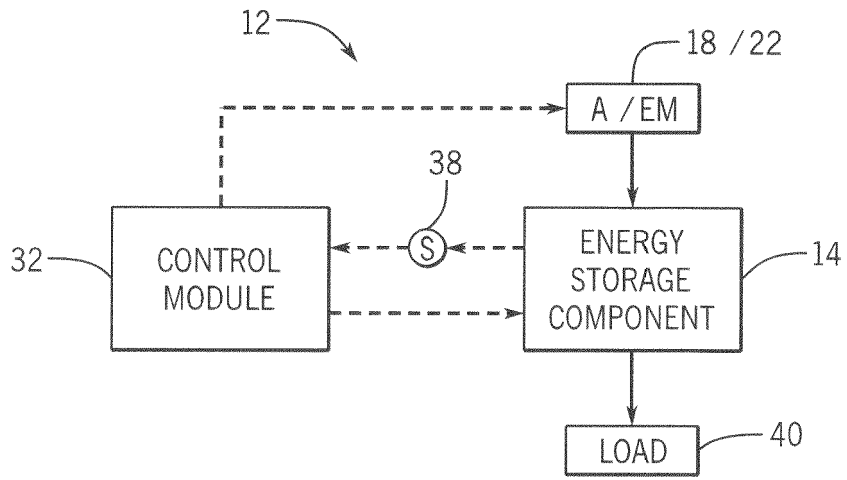 12
18 / 22
A / EM
38
32
CONTROL
MODULE
S
ENERGY
STORAGE
COMPONENT
14
LOAD
40